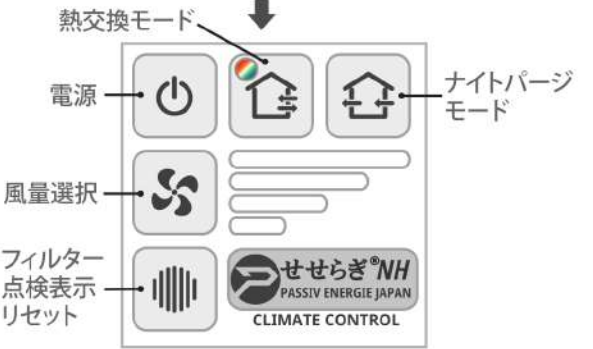 熱交換モード
電源
ナイトパージ
モード
風量選択
フィルター
点検表示
リセット
せせらぎ®NH
PASSIV ENERGIE JAPAN
CLIMATE CONTROL